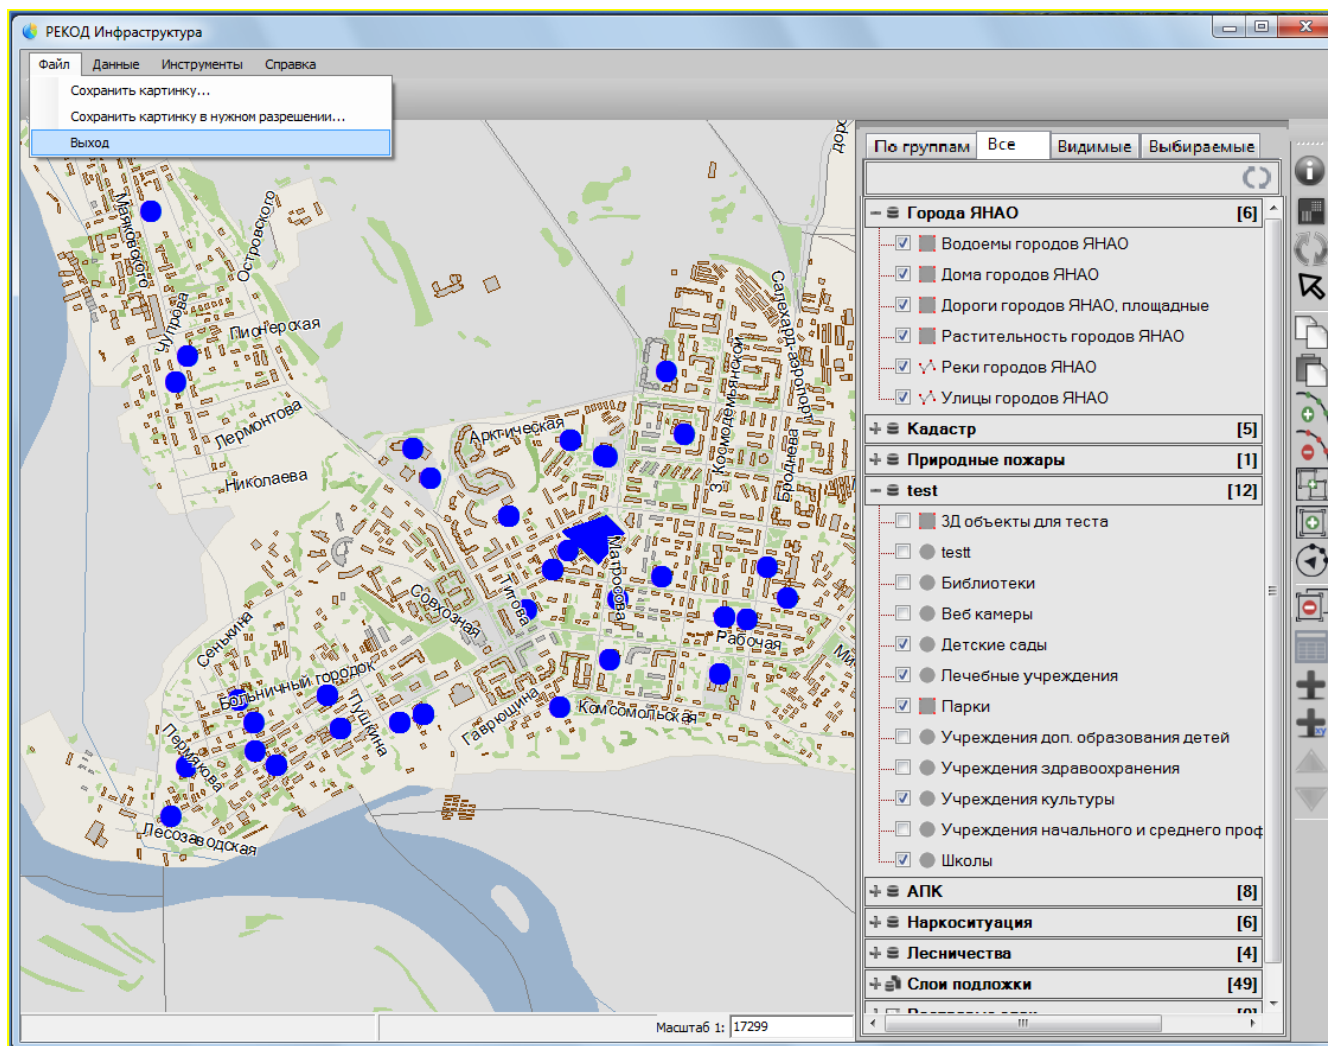 РЕКОД Инфраструктура
Файл Данные Инструменты Справка
Сохранить картинку...
Сохранить картинку в нужном разрешении...
Выход
По группам Все Видимые Выбираемые
Города ЯНАО [6]
Водоемы городов ЯНАО
Дома городов ЯНАО
Дороги городов ЯНАО, площадные
Растительность городов ЯНАО
Реки городов ЯНАО
Улицы городов ЯНАО
Кадастр [5]
Природные пожары [1]
test [12]
3Д объекты для теста
testt
Библиотеки
Веб камеры
Детские сады
Лечебные учреждения
Парки
Учреждения доп. образования детей
Учреждения здравоохранения
Учреждения культуры
Учреждения начального и среднего проф
Школы
АПК [8]
Наркоситуация [6]
Лесничества [4]
Слои подложки [49]
Маяковского
Островского
Чупрова
Пионерская
Лермонтова
Николаева
Арктическая
З. Космодемьянской
Салехард-аэропорт
Броднева
дорс
Матросова
Титова
Совхозная
Рабочая
Ми
Сенькина
Больничный городок
Пушкина
Гаврюшина
Комсомольская
Пермякова
Лесозаводская
xy
Масштаб 1: 17299